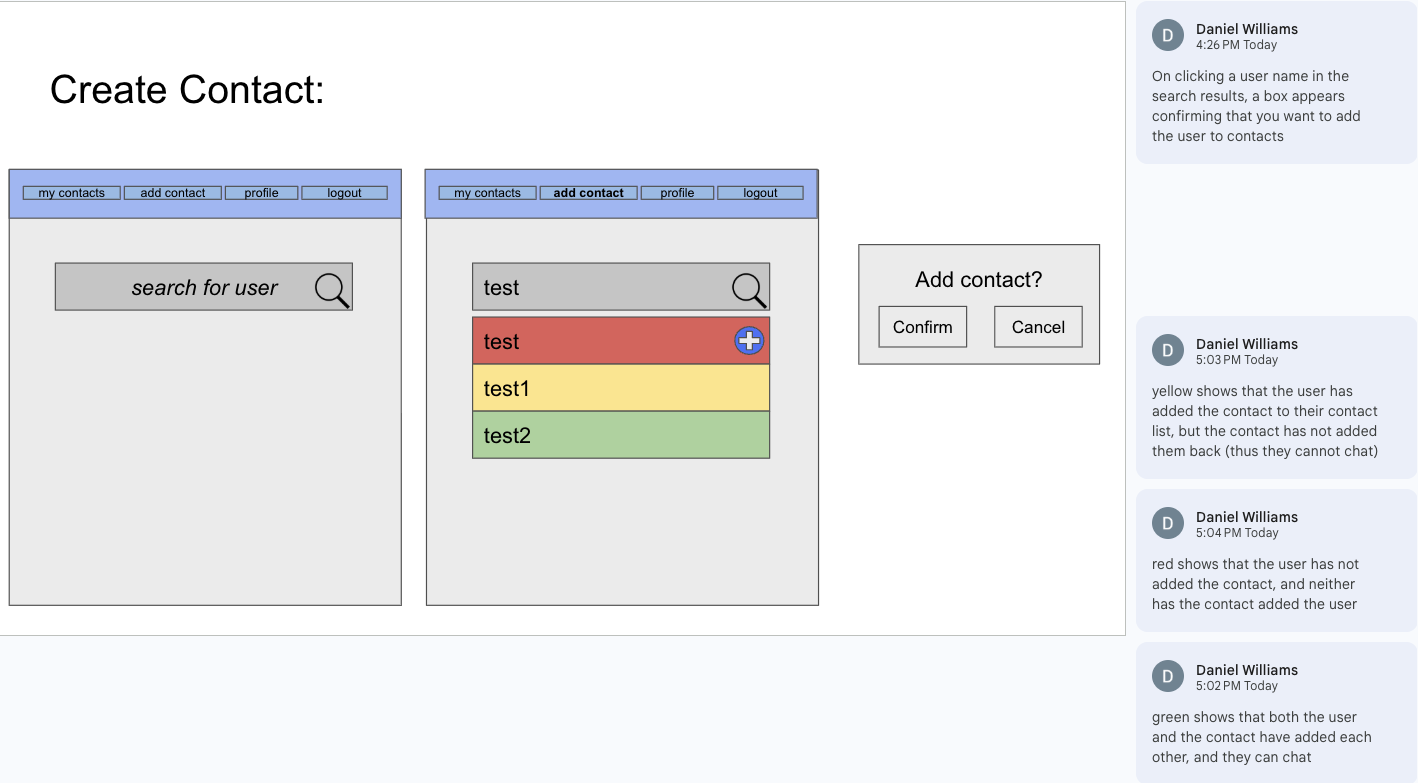 Create Contact:
my contacts add contact profile logout
search for user
my contacts add contact profile logout
test
test
test1
test2
Add contact?
Confirm Cancel
D
Daniel Williams
4:26 PM Today
On clicking a user name in the
search results, a box appears
confirming that you want to add
the user to contacts
D
Daniel Williams
5:03 PM Today
yellow shows that the user has
added the contact to their contact
list, but the contact has not added
them back (thus they cannot chat)
D
Daniel Williams
5:04 PM Today
red shows that the user has not
added the contact, and neither
has the contact added the user
D
Daniel Williams
5:02 PM Today
green shows that both the user
and the contact have added each
other, and they can chat